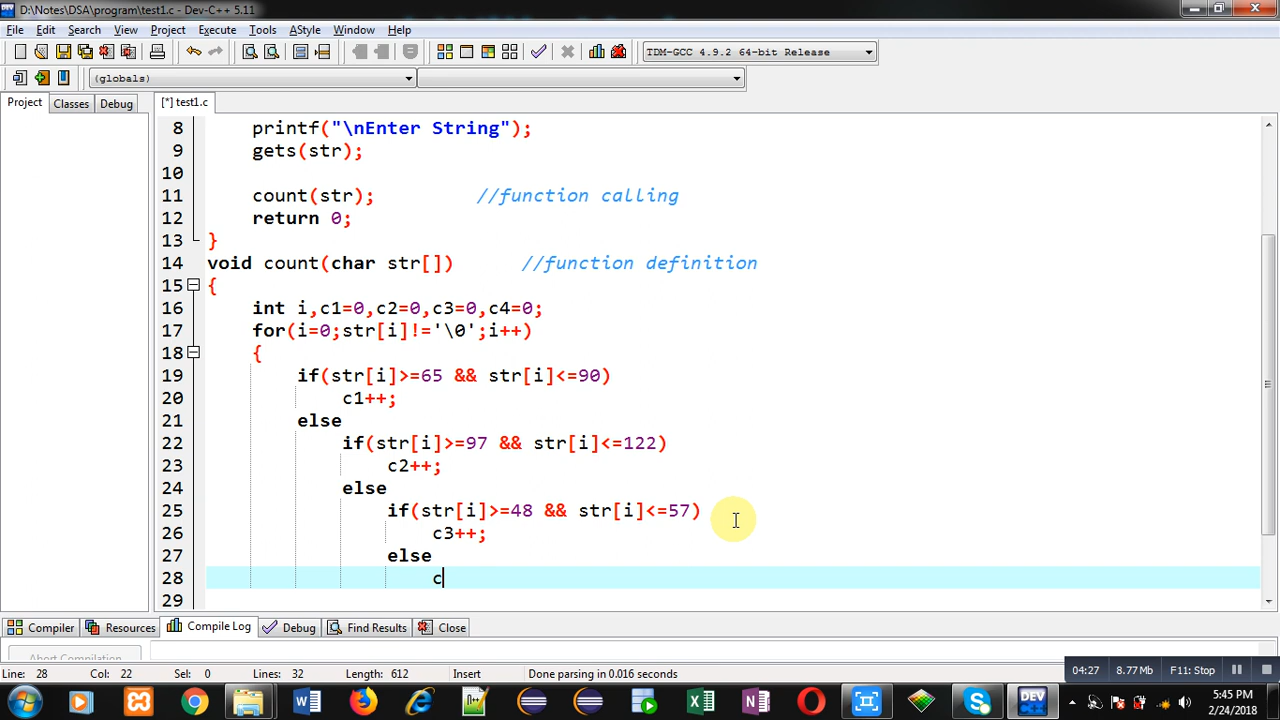 D:\Notes\DSA\program\test1.c - Dev-C++ 5.11
File Edit Search View Project Execute Tools AStyle Window Help
TDM-GCC 4.9.2 64-bit Release
(globals)
Project Classes Debug [*] test1.c
8 printf("\nEnter String");
9 gets(str);
10
11 count(str); //function calling
12 return 0;
13 }
14 void count(char str[]) //function definition
15 {
16 int i,c1=0,c2=0,c3=0,c4=0;
17 for(i=0;str[i]!='\0';i++)
18 {
19 if(str[i]>=65 && str[i]<=90)
20 c1++;
21 else
22 if(str[i]>=97 && str[i]<=122)
23 c2++;
24 else
25 if(str[i]>=48 && str[i]<=57)
26 c3++;
27 else
28 c
29
Compiler Resources Compile Log Debug Find Results Close
Abort Compilation
Line: 28 Col: 22 Sel: 0 Lines: 32 Length: 612 Insert Done parsing in 0.016 seconds
04:27 8.77 Mb F11: Stop
DEV
5:45 PM
2/24/2018